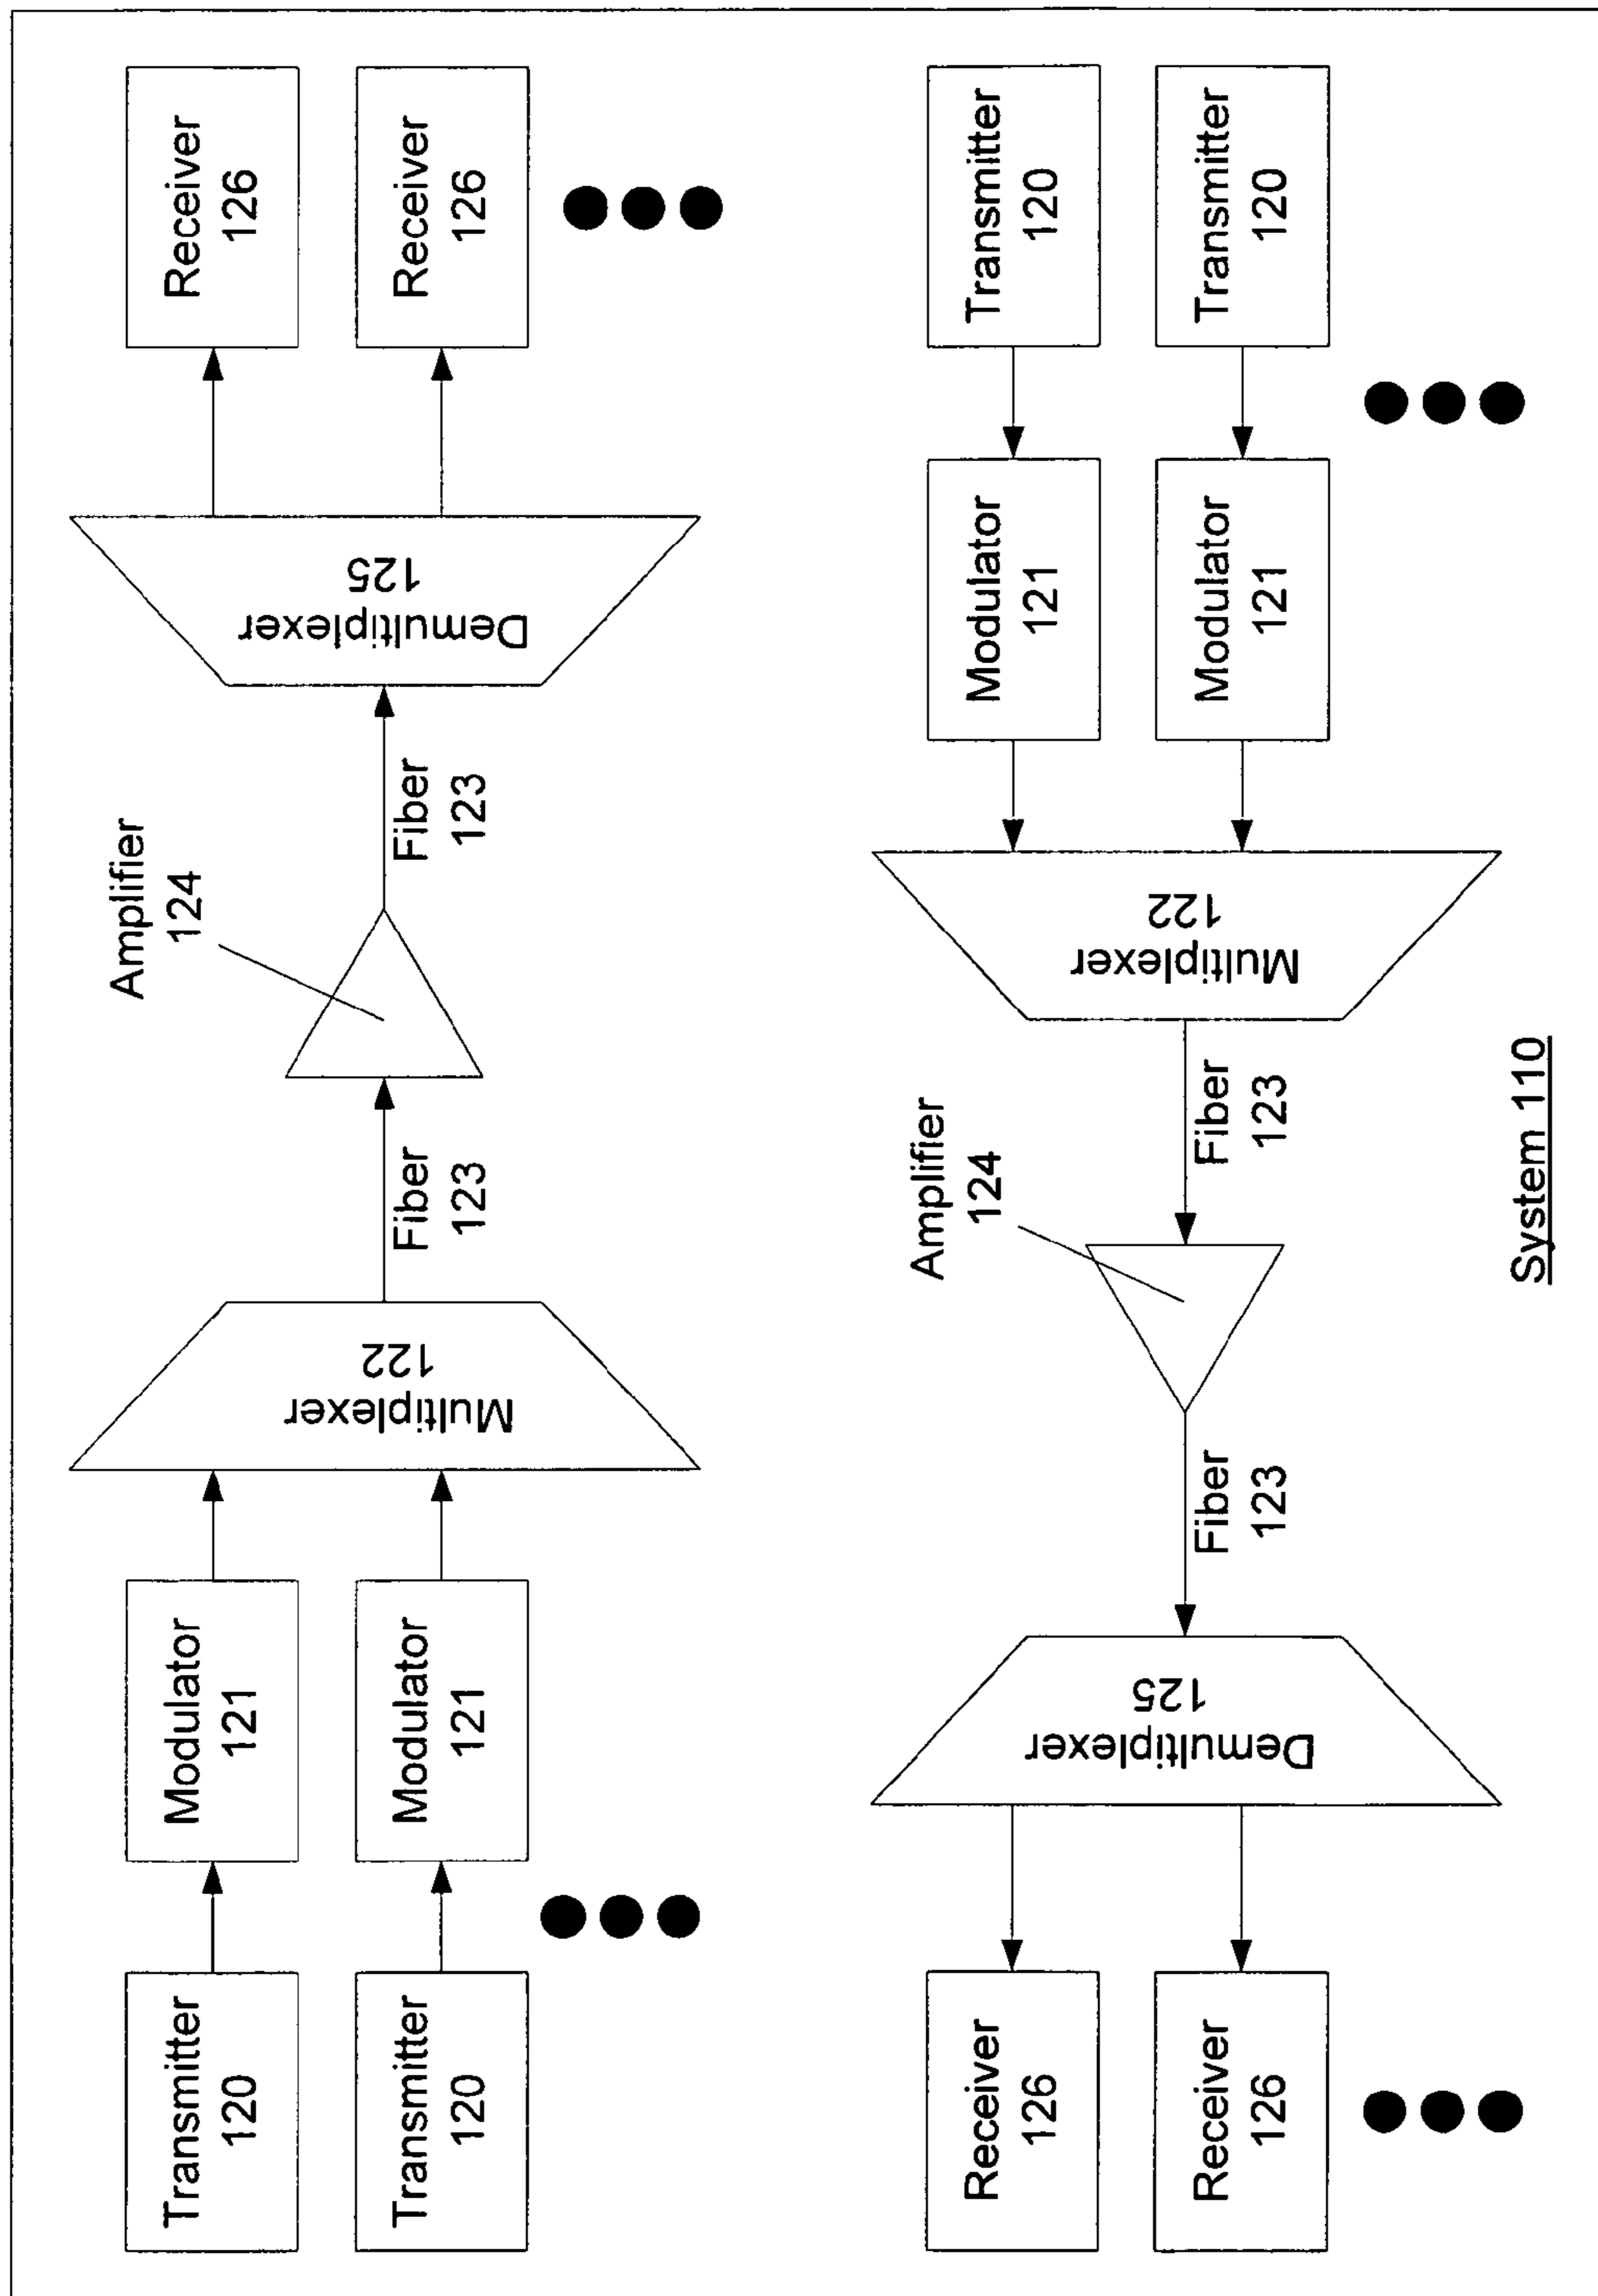 Transmitter
120
Modulator
121
Transmitter
120
Modulator
121
Multiplexer
122
Fiber
123
Amplifier
124
Fiber
123
Demultiplexer
125
Receiver
126
Receiver
126
Receiver
126
Receiver
126
Demultiplexer
125
Fiber
123
Amplifier
124
Fiber
123
Multiplexer
122
Modulator
121
Transmitter
120
Modulator
121
Transmitter
120
System 110